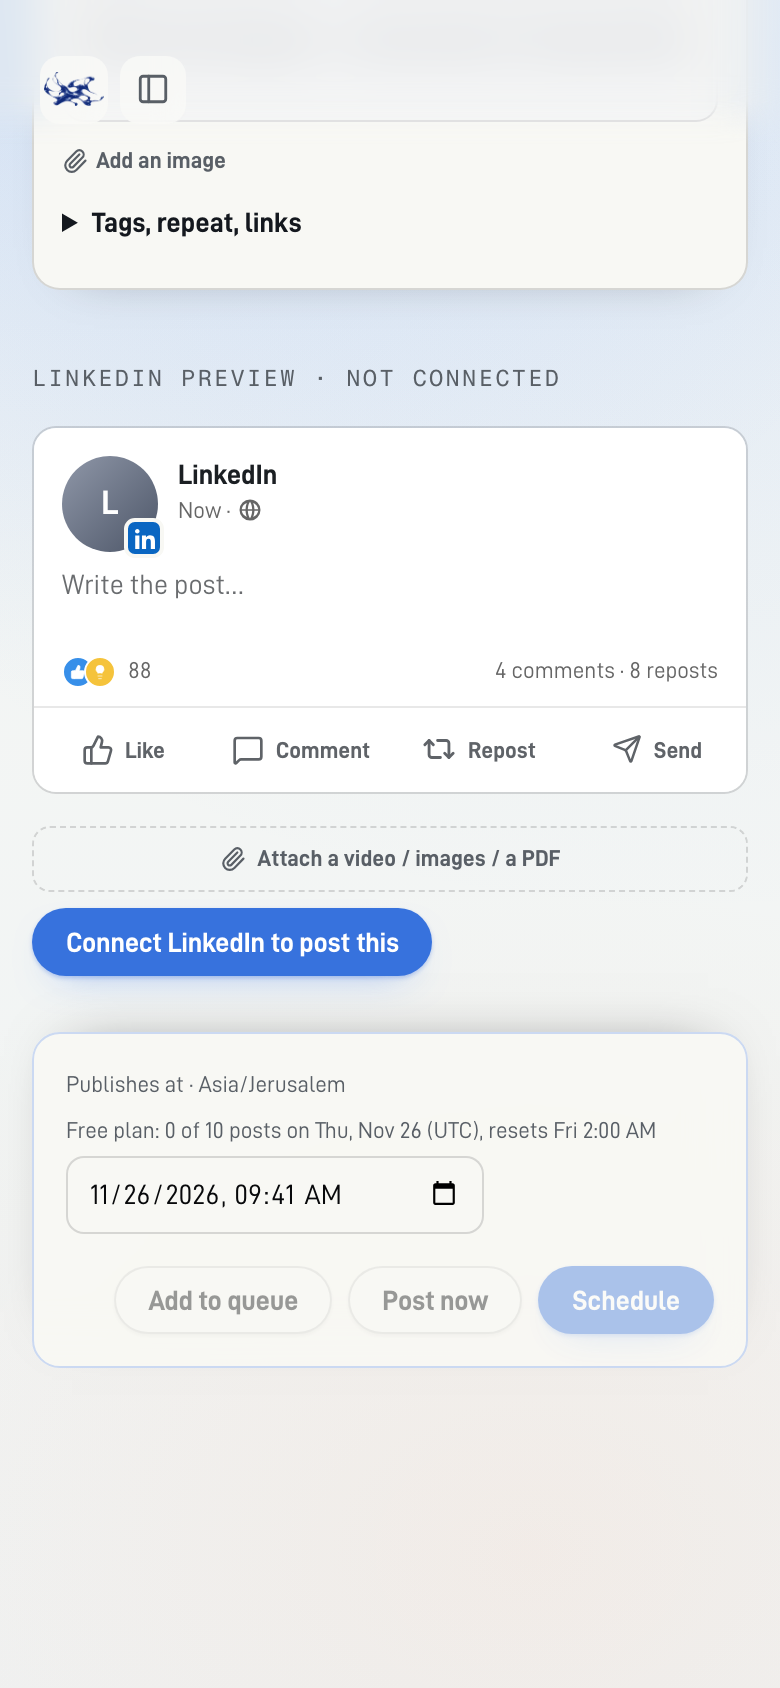 Add an image
Tags, repeat, links
LINKEDIN PREVIEW · NOT CONNECTED
L
in
LinkedIn
Now ·
Write the post...
88
4 comments · 8 reposts
Like
Comment
Repost
Send
Attach a video / images / a PDF
Connect LinkedIn to post this
Publishes at · Asia/Jerusalem
Free plan: 0 of 10 posts on Thu, Nov 26 (UTC), resets Fri 2:00 AM
11/26/2026, 09:41 AM
Add to queue
Post now
Schedule